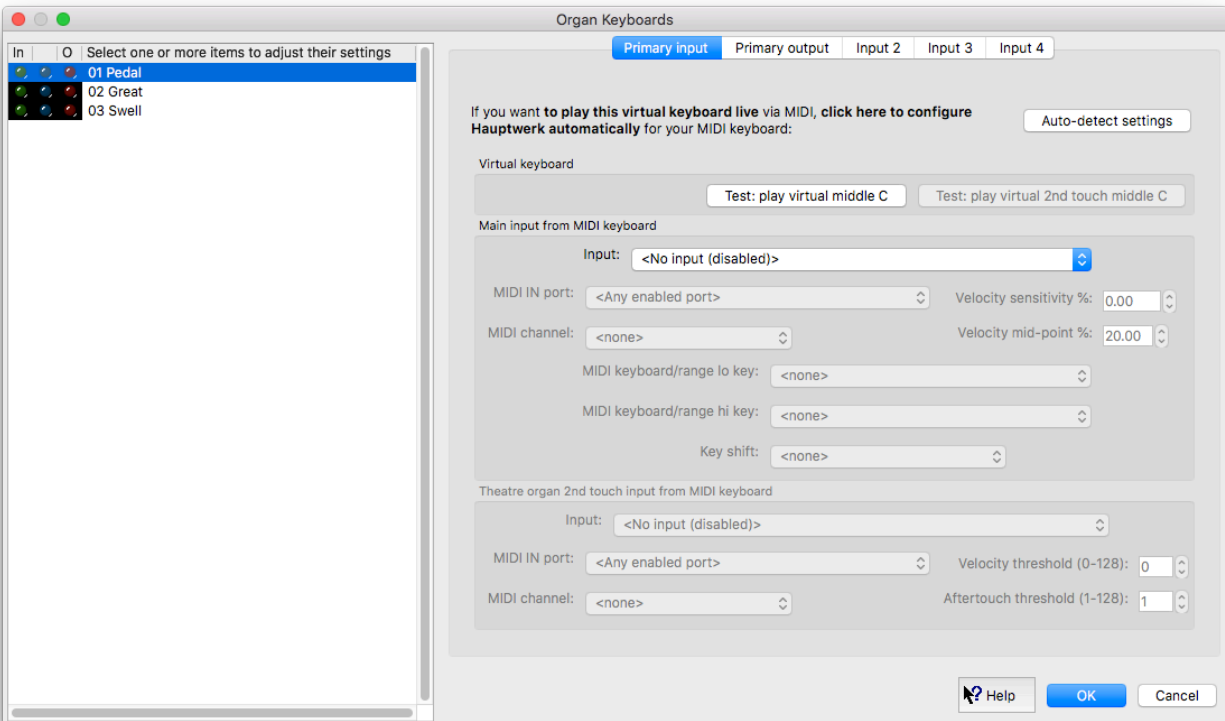 Organ Keyboards
In O Select one or more items to adjust their settings
01 Pedal
02 Great
03 Swell
Primary input Primary output Input 2 Input 3 Input 4
If you want to play this virtual keyboard live via MIDI, click here to configure
Hauptwerk automatically for your MIDI keyboard:
Auto-detect settings
Virtual keyboard
Test: play virtual middle C Test: play virtual 2nd touch middle C
Main input from MIDI keyboard
Input: <No input (disabled)>
MIDI IN port: <Any enabled port> Velocity sensitivity %: 0.00
MIDI channel: <none> Velocity mid-point %: 20.00
MIDI keyboard/range lo key: <none>
MIDI keyboard/range hi key: <none>
Key shift: <none>
Theatre organ 2nd touch input from MIDI keyboard
Input: <No input (disabled)>
MIDI IN port: <Any enabled port> Velocity threshold (0-128): 0
MIDI channel: <none> Aftertouch threshold (1-128): 1
? Help OK Cancel